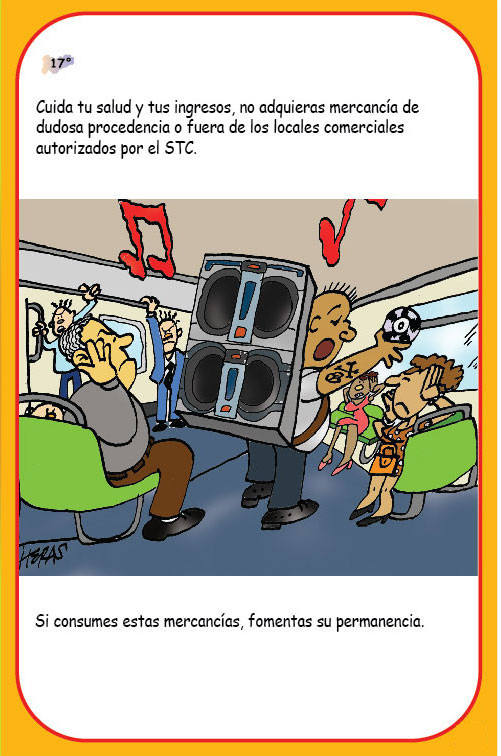 17°
Cuida tu salud y tus ingresos, no adquieras mercancía de
dudosa procedencia o fuera de los locales comerciales
autorizados por el STC.
HERAS
Si consumes estas mercancías, fomentas su permanencia.